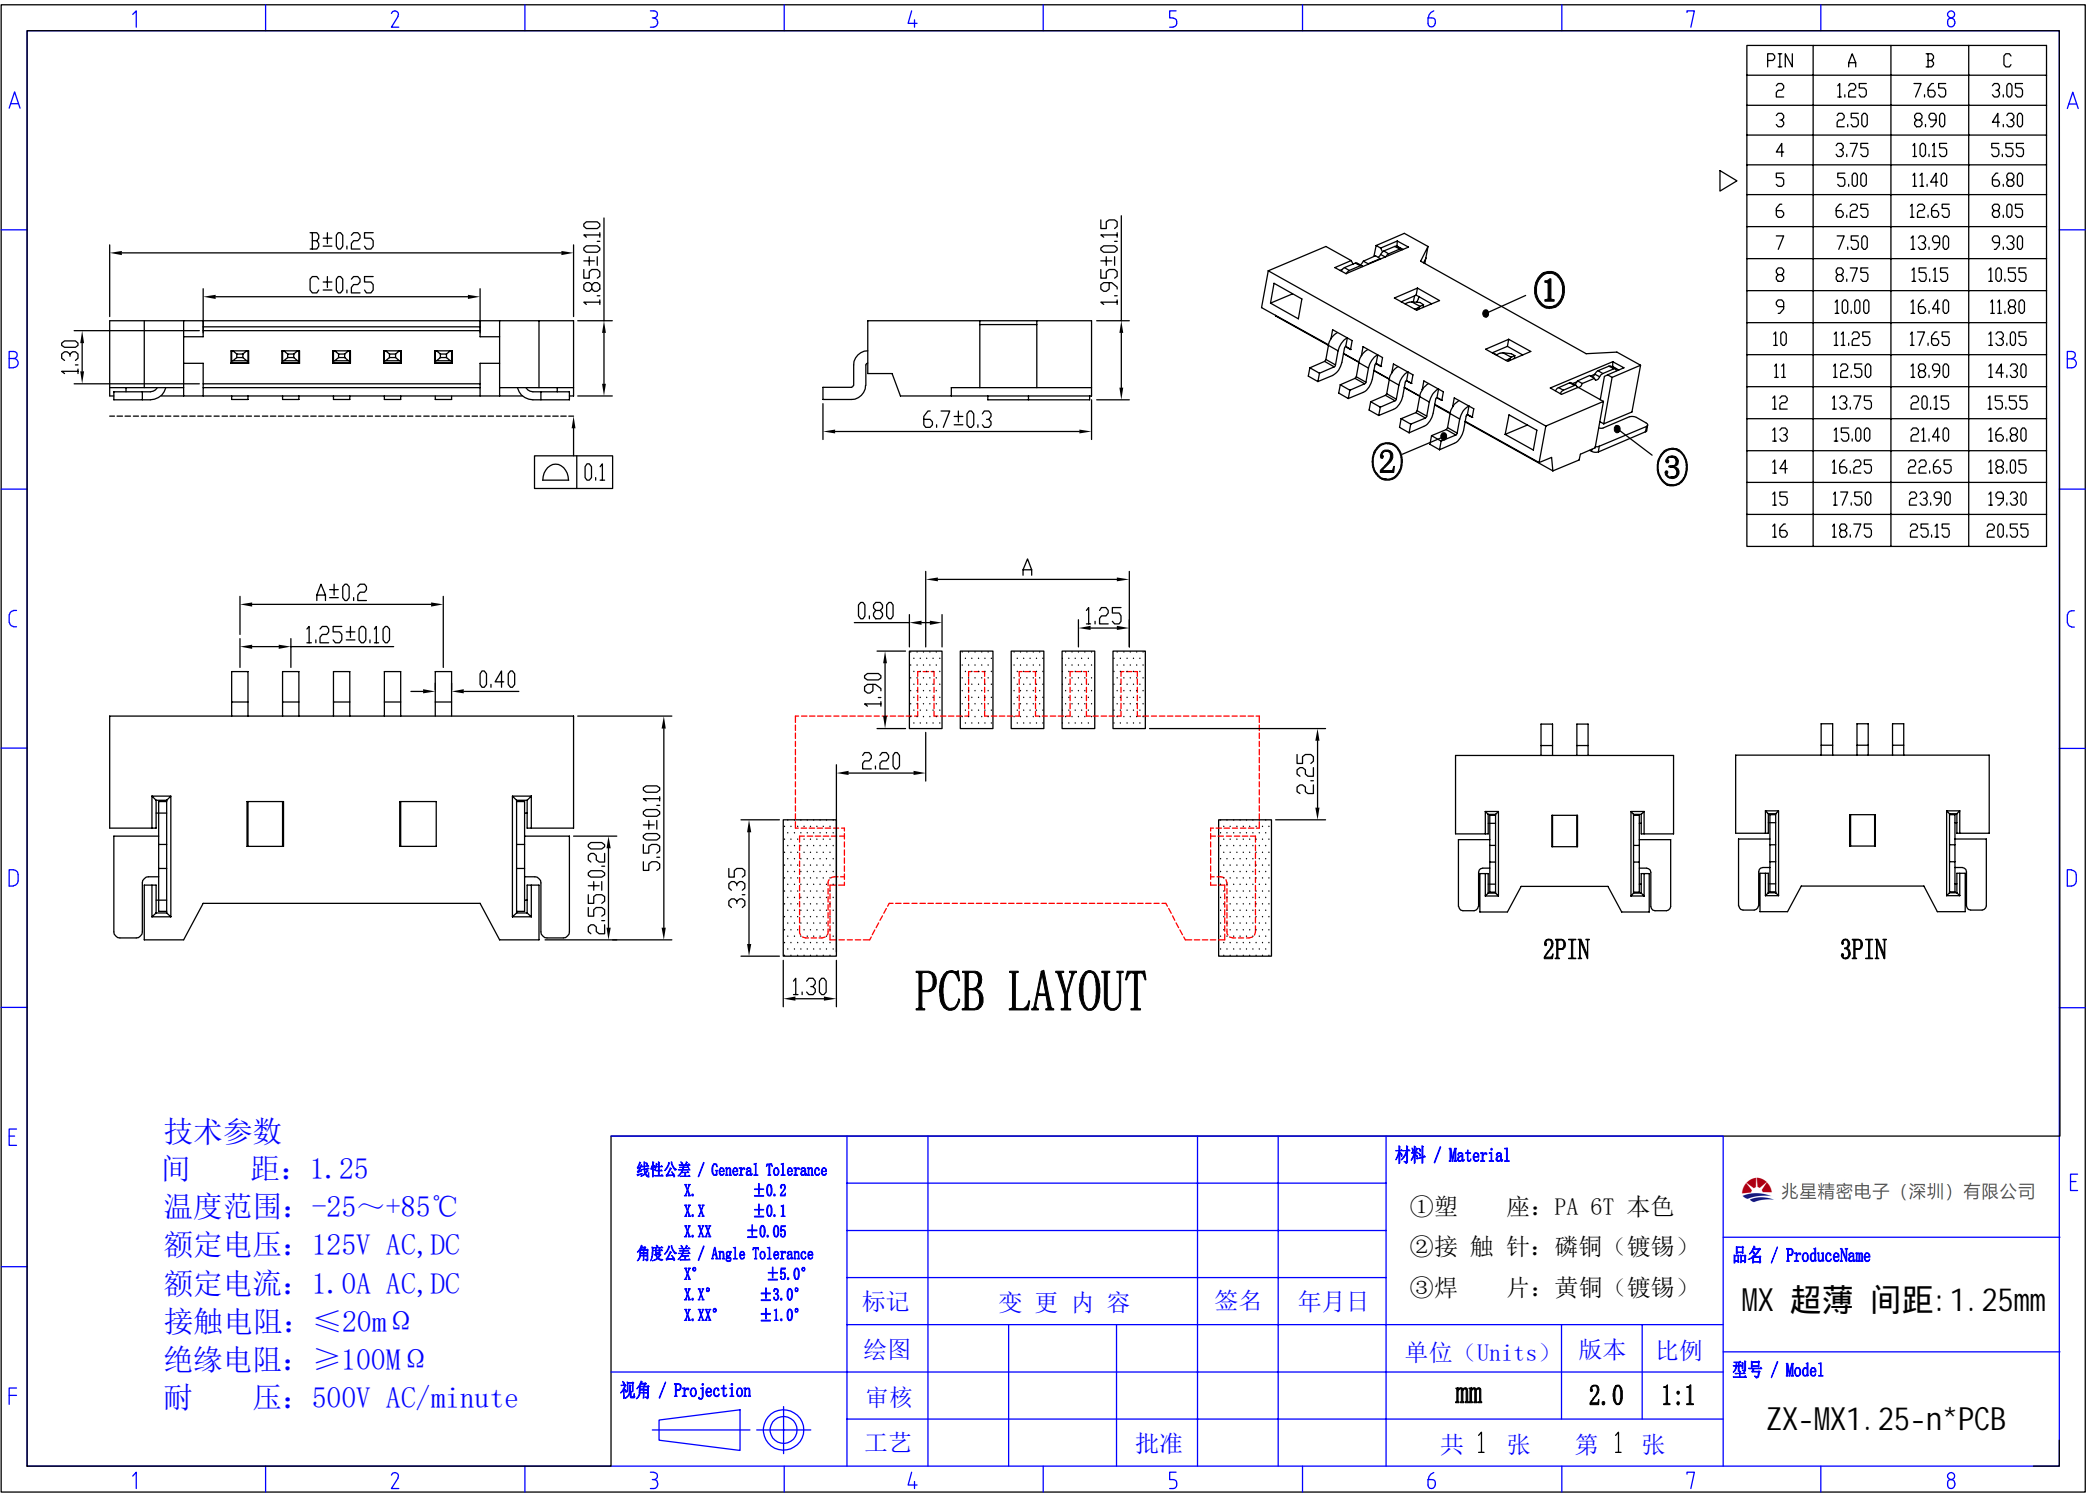 1 2 3 4 5 6 7 8
A A
B B
C C
D D
E E
F
PIN A B C
2 1.25 7.65 3.05
3 2.50 8.90 4.30
4 3.75 10.15 5.55
5 5.00 11.40 6.80
6 6.25 12.65 8.05
7 7.50 13.90 9.30
8 8.75 15.15 10.55
9 10.00 16.40 11.80
10 11.25 17.65 13.05
11 12.50 18.90 14.30
12 13.75 20.15 15.55
13 15.00 21.40 16.80
14 16.25 22.65 18.05
15 17.50 23.90 19.30
16 18.75 25.15 20.55
B±0.25
C±0.25
1.85±0.10
1.30
0.1
1.95±0.15
6.7±0.3
①
②
③
A±0.2
1.25±0.10
0.40
5.50±0.10
2.55±0.20
A
0.80
1.25
1.90
2.20
2.25
3.35
1.30
PCB LAYOUT
2PIN
3PIN
技术参数
间 距：1.25
温度范围：-25～+85℃
额定电压：125V AC,DC
额定电流：1.0A AC,DC
接触电阻：≤20mΩ
绝缘电阻：≥100MΩ
耐 压：500V AC/minute
线性公差 / General Tolerance
X. ±0.2
X.X ±0.1
X.XX ±0.05
角度公差 / Angle Tolerance
X° ±5.0°
X.X° ±3.0°
X.XX° ±1.0°
视角 / Projection
标记 变 更 内 容 签名 年月日
绘图
审核
工艺 批准
材料 / Material
①塑 座：PA 6T 本色
②接 触 针：磷铜（镀锡）
③焊 片：黄铜（镀锡）
单位（Units） 版本 比例
mm 2.0 1:1
共 1 张 第 1 张
兆星精密电子（深圳）有限公司
品名 / ProduceName
MX 超薄 间距:1.25mm
型号 / Model
ZX-MX1.25-n*PCB
1 2 3 4 5 6 7 8